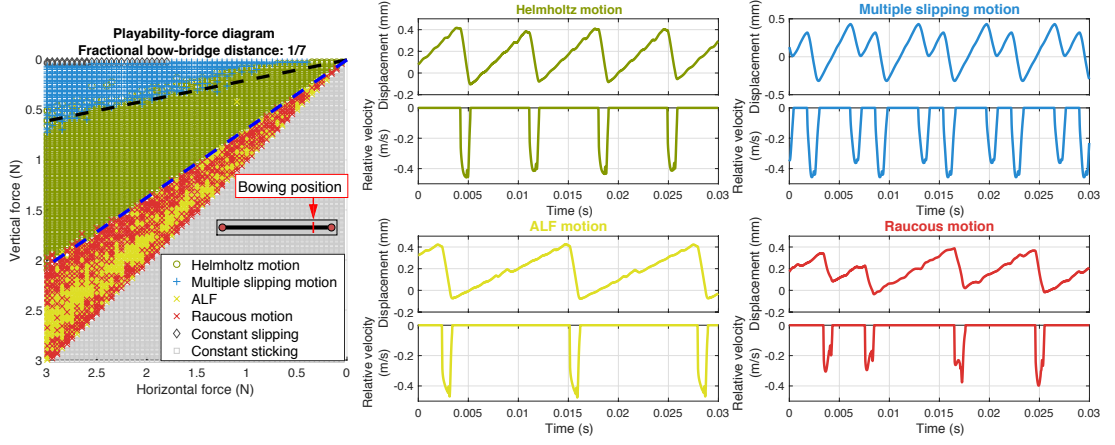 Playability-force diagram
Fractional bow-bridge distance: 1/7
0
0.5
1
1.5
2
2.5
3
Vertical force (N)
Bowing position
Helmholtz motion
Multiple slipping motion
ALF
Raucous motion
Constant slipping
Constant sticking
3 2.5 2 1.5 1 0.5 0
Horizontal force (N)
Helmholtz motion
Displacement (mm)
0.4
0.2
0
-0.2
Relative velocity
(m/s)
0
-0.2
-0.4
0 0.005 0.01 0.015 0.02 0.025 0.03
Time (s)
Multiple slipping motion
Displacement (mm)
0.5
0
-0.5
Relative velocity
(m/s)
0
-0.2
-0.4
0 0.005 0.01 0.015 0.02 0.025 0.03
Time (s)
ALF motion
Displacement (mm)
0.4
0.2
0
-0.2
Relative velocity
(m/s)
0
-0.2
-0.4
0 0.005 0.01 0.015 0.02 0.025 0.03
Time (s)
Raucous motion
Displacement (mm)
0.4
0.2
0
-0.2
Relative velocity
(m/s)
0
-0.2
-0.4
0 0.005 0.01 0.015 0.02 0.025 0.03
Time (s)